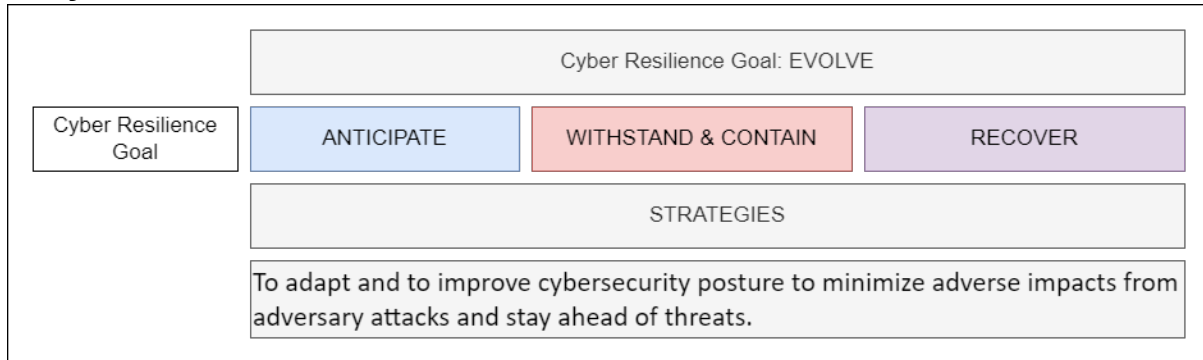 Cyber Resilience Goal: EVOLVE
Cyber Resilience
Goal
ANTICIPATE
WITHSTAND & CONTAIN
RECOVER
STRATEGIES
To adapt and to improve cybersecurity posture to minimize adverse impacts from
adversary attacks and stay ahead of threats.